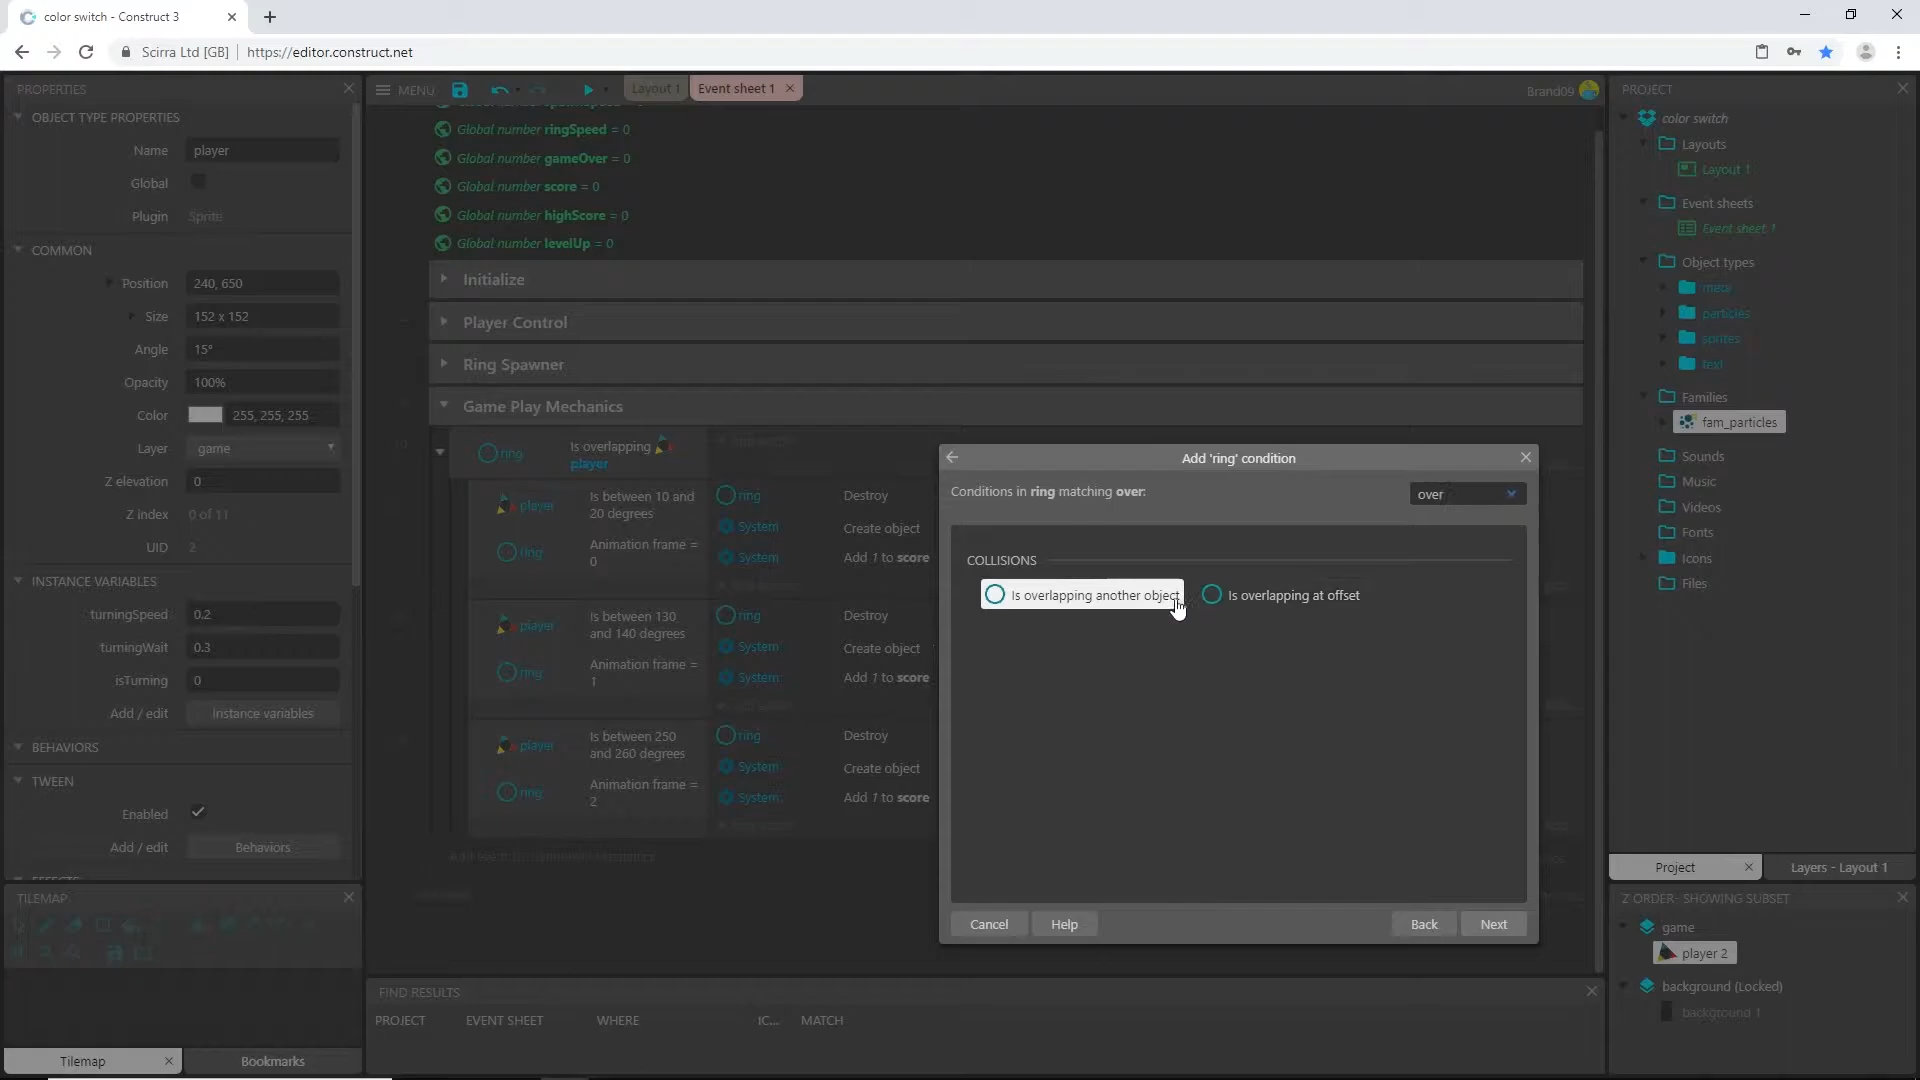 color switch - Construct 3
Scirra Ltd [GB]
https://editor.construct.net
PROPERTIES
OBJECT TYPE PROPERTIES
Name player
Global
Plugin Sprite
COMMON
Position 240, 650
Size 152 x 152
Angle 15°
Opacity 100%
Color 255, 255, 255
Layer game
Z elevation 0
Z index 0 of 11
UID 2
INSTANCE VARIABLES
turningSpeed 0.2
turningWait 0.3
isTurning 0
Add / edit Instance variables
BEHAVIORS
TWEEN
Enabled
Add / edit Behaviors
EFFECTS
TILEMAP
Tilemap
Bookmarks
MENU
Layout 1
Event sheet 1
Brand09
Global number ringSpeed = 0
Global number gameOver = 0
Global number score = 0
Global number highScore = 0
Global number levelUp = 0
Initialize
Player Control
Ring Spawner
Game Play Mechanics
ring Is overlapping player
player Is between 10 and 20 degrees
ring Animation frame = 0
ring Destroy
System Create object
System Add 1 to score
player Is between 130 and 140 degrees
ring Animation frame = 1
ring Destroy
System Create object
System Add 1 to score
player Is between 250 and 260 degrees
ring Animation frame = 2
ring Destroy
System Create object
System Add 1 to score
Add 'ring' condition
Conditions in ring matching over:
over
COLLISIONS
Is overlapping another object
Is overlapping at offset
Cancel
Help
Back
Next
FIND RESULTS
PROJECT EVENT SHEET WHERE IC... MATCH
PROJECT
color switch
Layouts
Layout 1
Event sheets
Event sheet 1
Object types
meta
particles
sprites
text
Families
fam_particles
Sounds
Music
Videos
Fonts
Icons
Files
Project
Layers - Layout 1
Z ORDER - SHOWING SUBSET
game
player 2
background (Locked)
background 1